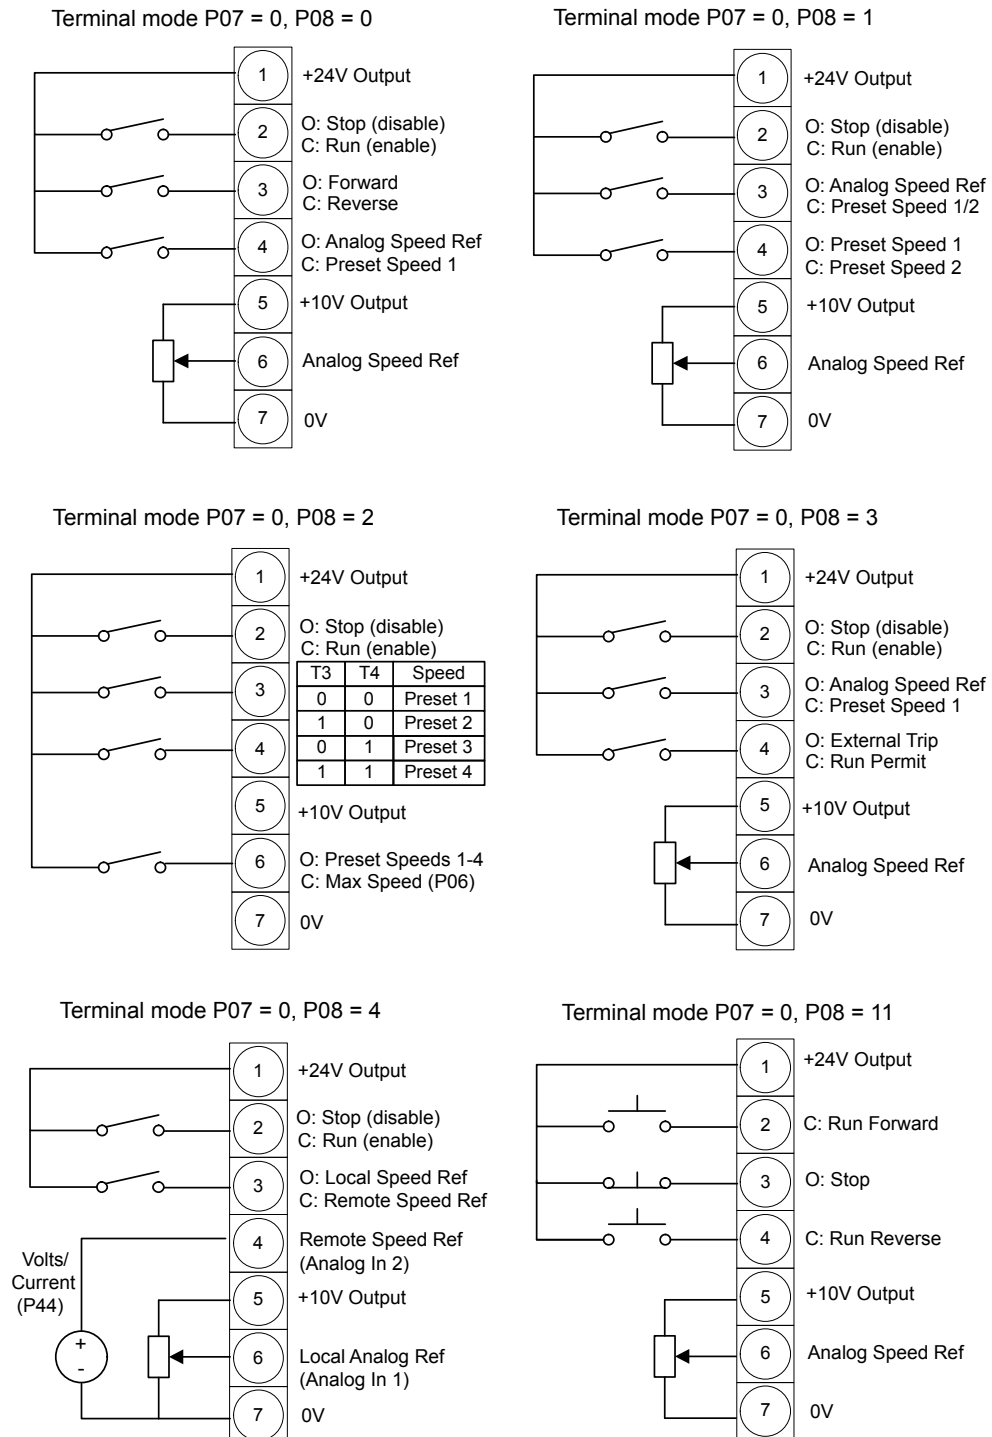 Terminal mode P07 = 0, P08 = 0
1 +24V Output
2 O: Stop (disable)
C: Run (enable)
3 O: Forward
C: Reverse
4 O: Analog Speed Ref
C: Preset Speed 1
5 +10V Output
6 Analog Speed Ref
7 0V
Terminal mode P07 = 0, P08 = 1
1 +24V Output
2 O: Stop (disable)
C: Run (enable)
3 O: Analog Speed Ref
C: Preset Speed 1/2
4 O: Preset Speed 1
C: Preset Speed 2
5 +10V Output
6 Analog Speed Ref
7 0V
Terminal mode P07 = 0, P08 = 2
1 +24V Output
2 O: Stop (disable)
C: Run (enable)
T3 T4 Speed
3 0 0 Preset 1
1 0 Preset 2
4 0 1 Preset 3
1 1 Preset 4
5 +10V Output
6 O: Preset Speeds 1-4
C: Max Speed (P06)
7 0V
Terminal mode P07 = 0, P08 = 3
1 +24V Output
2 O: Stop (disable)
C: Run (enable)
3 O: Analog Speed Ref
C: Preset Speed 1
4 O: External Trip
C: Run Permit
5 +10V Output
6 Analog Speed Ref
7 0V
Terminal mode P07 = 0, P08 = 4
1 +24V Output
2 O: Stop (disable)
C: Run (enable)
3 O: Local Speed Ref
C: Remote Speed Ref
4 Remote Speed Ref
(Analog In 2)
Volts/
Current
(P44)
+
-
5 +10V Output
6 Local Analog Ref
(Analog In 1)
7 0V
Terminal mode P07 = 0, P08 = 11
1 +24V Output
2 C: Run Forward
3 O: Stop
4 C: Run Reverse
5 +10V Output
6 Analog Speed Ref
7 0V